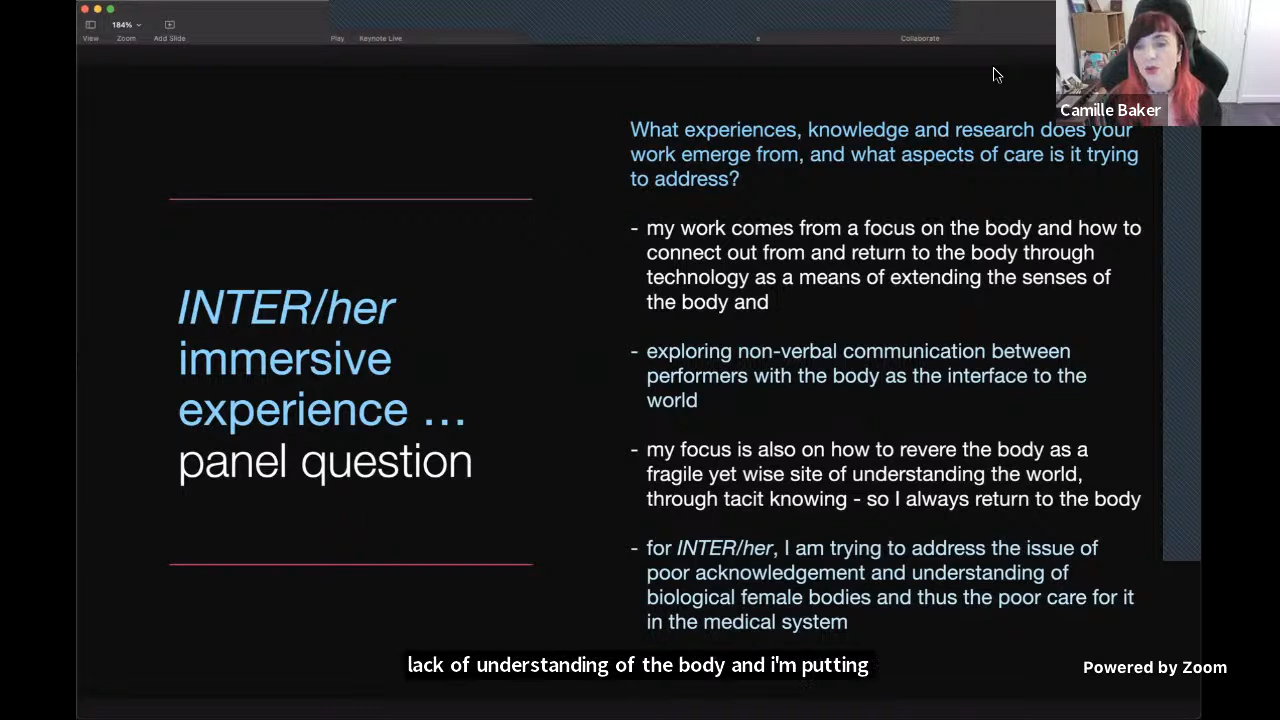 184%
View
Zoom
Add Slide
Play
Keynote Live
e
Collaborate
Camille Baker
INTER/her
immersive
experience ...
panel question
What experiences, knowledge and research does your
work emerge from, and what aspects of care is it trying
to address?
- my work comes from a focus on the body and how to
connect out from and return to the body through
technology as a means of extending the senses of
the body and
- exploring non-verbal communication between
performers with the body as the interface to the
world
- my focus is also on how to revere the body as a
fragile yet wise site of understanding the world,
through tacit knowing - so I always return to the body
- for INTER/her, I am trying to address the issue of
poor acknowledgement and understanding of
biological female bodies and thus the poor care for it
in the medical system
lack of understanding of the body and i'm putting
Powered by Zoom